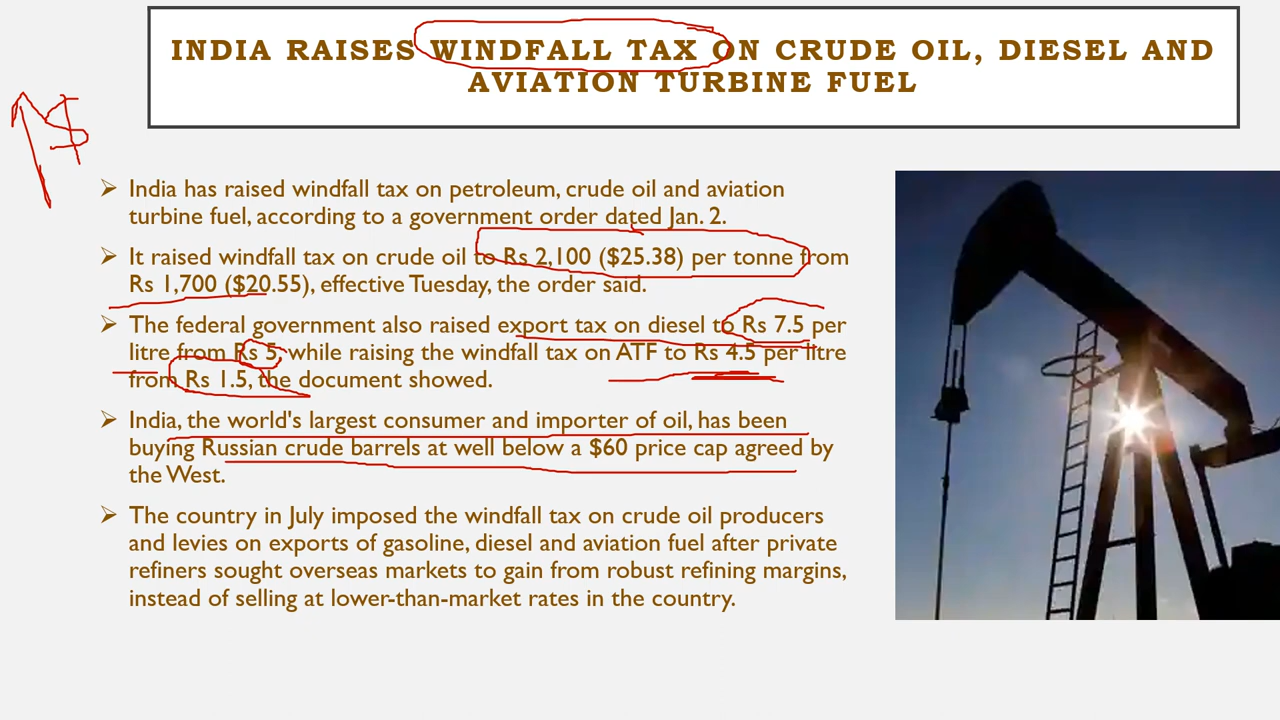 INDIA RAISES WINDFALL TAX ON CRUDE OIL, DIESEL AND
AVIATION TURBINE FUEL
$
➢ India has raised windfall tax on petroleum, crude oil and aviation
turbine fuel, according to a government order dated Jan. 2.
➢ It raised windfall tax on crude oil to Rs 2,100 ($25.38) per tonne from
Rs 1,700 ($20.55), effective Tuesday, the order said.
➢ The federal government also raised export tax on diesel to Rs 7.5 per
litre from Rs 5, while raising the windfall tax on ATF to Rs 4.5 per litre
from Rs 1.5, the document showed.
➢ India, the world's largest consumer and importer of oil, has been
buying Russian crude barrels at well below a $60 price cap agreed by
the West.
➢ The country in July imposed the windfall tax on crude oil producers
and levies on exports of gasoline, diesel and aviation fuel after private
refiners sought overseas markets to gain from robust refining margins,
instead of selling at lower-than-market rates in the country.